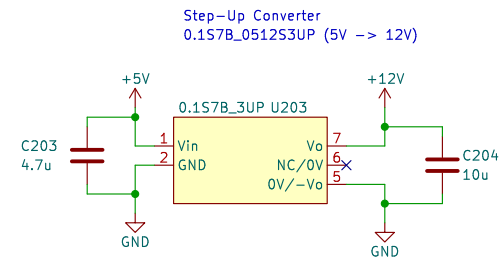 Step-Up Converter
0.1S7B_0512S3UP (5V -> 12V)
+5V
+12V
0.1S7B_3UP U203
C203
4.7u
1
Vin
2
GND
Vo
7
NC/0V
6
0V/-Vo
5
C204
10u
GND
GND